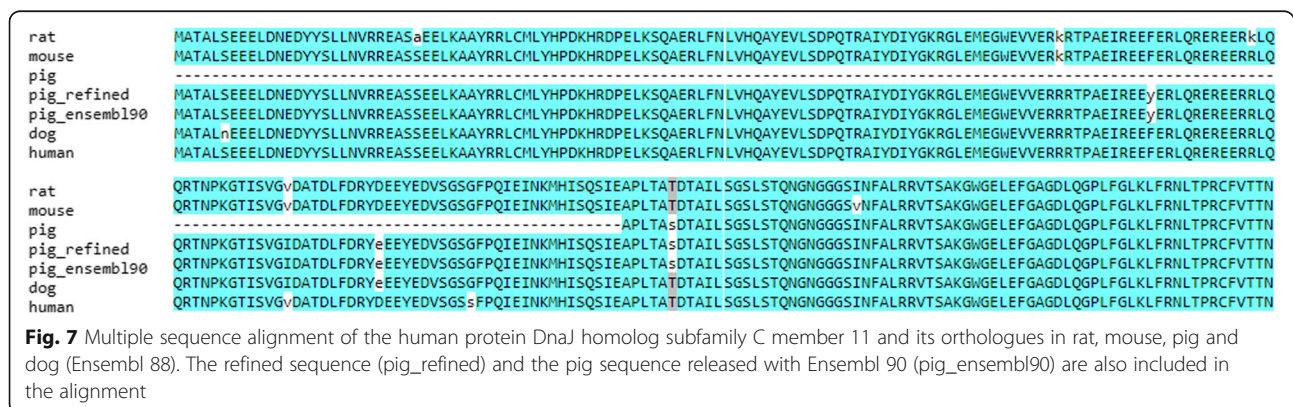 rat MATALSEEELDNEDYYSLLNVRREASaEELKAAYRRLCMLYHPDKHRDPELKSQAERLFNLVHQAYEVLSDPQTRAIYDIYGKRGLEMEGWEVVERkRTPAEIREEFERLQREREERkLQ
mouse MATALSEEELDNEDYYSLLNVRREASSEELKAAYRRLCMLYHPDKHRDPELKSQAERLFNLVHQAYEVLSDPQTRAIYDIYGKRGLEMEGWEVVERkRTPAEIREEFERLQREREERRLQ
pig ------------------------------------------------------------------------------------------------------------------------
pig_refined MATALSEEELDNEDYYSLLNVRREASSEELKAAYRRLCMLYHPDKHRDPELKSQAERLFNLVHQAYEVLSDPQTRAIYDIYGKRGLEMEGWEVVERRRTPAEIREEyERLQREREERRLQ
pig_ensembl90 MATALSEEELDNEDYYSLLNVRREASSEELKAAYRRLCMLYHPDKHRDPELKSQAERLFNLVHQAYEVLSDPQTRAIYDIYGKRGLEMEGWEVVERRRTPAEIREEyERLQREREERRLQ
dog MATALnEEELDNEDYYSLLNVRREASSEELKAAYRRLCMLYHPDKHRDPELKSQAERLFNLVHQAYEVLSDPQTRAIYDIYGKRGLEMEGWEVVERRRTPAEIREEFERLQREREERRLQ
human MATALSEEELDNEDYYSLLNVRREASSEELKAAYRRLCMLYHPDKHRDPELKSQAERLFNLVHQAYEVLSDPQTRAIYDIYGKRGLEMEGWEVVERRRTPAEIREEFERLQREREERRLQ
rat QRTNPKGTISVGvDATDLFDRYDEEYEDVSGSGFPQIEINKMHISQSIEAPLTATDTAILSGSLSTQNGNGGGSINFALRRVTSAKGWGELEFGAGDLQGPLFGLKLFRNLTPRCFVTTN
mouse QRTNPKGTISVGvDATDLFDRYDEEYEDVSGSGFPQIEINKMHISQSIEAPLTATDTAILSGSLSTQNGNGGGSvNFALRRVTSAKGWGELEFGAGDLQGPLFGLKLFRNLTPRCFVTTN
pig -------------------------------------------------APLTAsDTAILSGSLSTQNGNGGGSINFALRRVTSAKGWGELEFGAGDLQGPLFGLKLFRNLTPRCFVTTN
pig_refined QRTNPKGTISVGIDATDLFDRYeEEYEDVSGSGFPQIEINKMHISQSIEAPLTAsDTAILSGSLSTQNGNGGGSINFALRRVTSAKGWGELEFGAGDLQGPLFGLKLFRNLTPRCFVTTN
pig_ensembl90 QRTNPKGTISVGIDATDLFDRYeEEYEDVSGSGFPQIEINKMHISQSIEAPLTAsDTAILSGSLSTQNGNGGGSINFALRRVTSAKGWGELEFGAGDLQGPLFGLKLFRNLTPRCFVTTN
dog QRTNPKGTISVGIDATDLFDRYeEEYEDVSGSGFPQIEINKMHISQSIEAPLTATDTAILSGSLSTQNGNGGGSINFALRRVTSAKGWGELEFGAGDLQGPLFGLKLFRNLTPRCFVTTN
human QRTNPKGTISVGvDATDLFDRYDEEYEDVSGSsFPQIEINKMHISQSIEAPLTATDTAILSGSLSTQNGNGGGSINFALRRVTSAKGWGELEFGAGDLQGPLFGLKLFRNLTPRCFVTTN
Fig. 7 Multiple sequence alignment of the human protein DnaJ homolog subfamily C member 11 and its orthologues in rat, mouse, pig and
dog (Ensembl 88). The refined sequence (pig_refined) and the pig sequence released with Ensembl 90 (pig_ensembl90) are also included in
the alignment